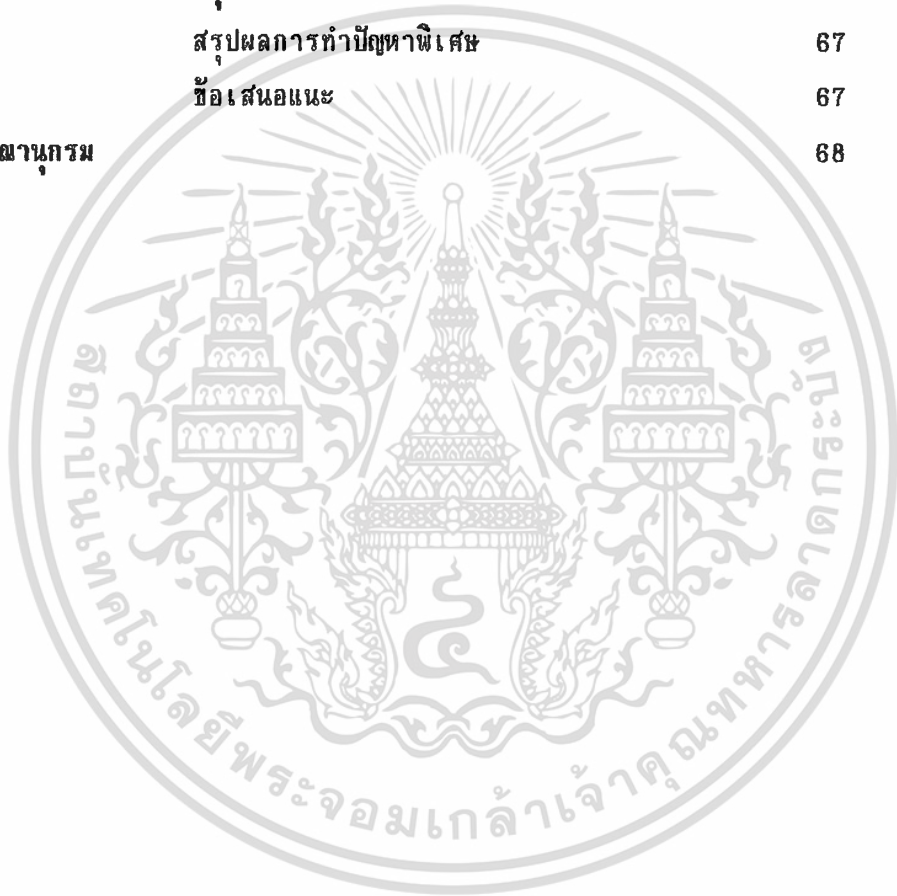 สรุปผลการทำปัญหาพิเศษ 67
ข้อเสนอแนะ 67
ณานุกรม 68
สถาบันเทคโนโลยีพระจอมเกล้าเจ้าคุณทหารลาดกระบัง
๔